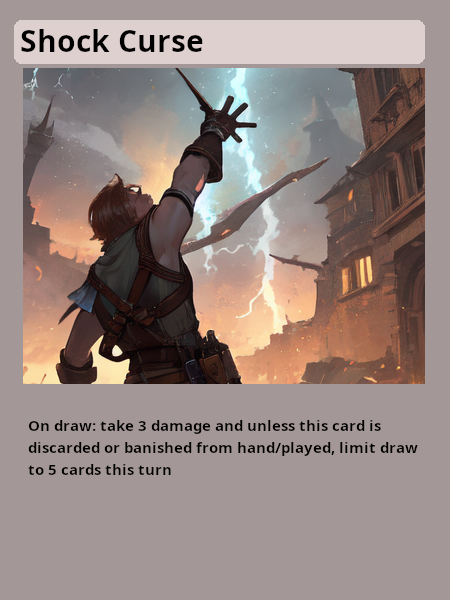 Shock Curse
On draw: take 3 damage and unless this card is
discarded or banished from hand/played, limit draw
to 5 cards this turn